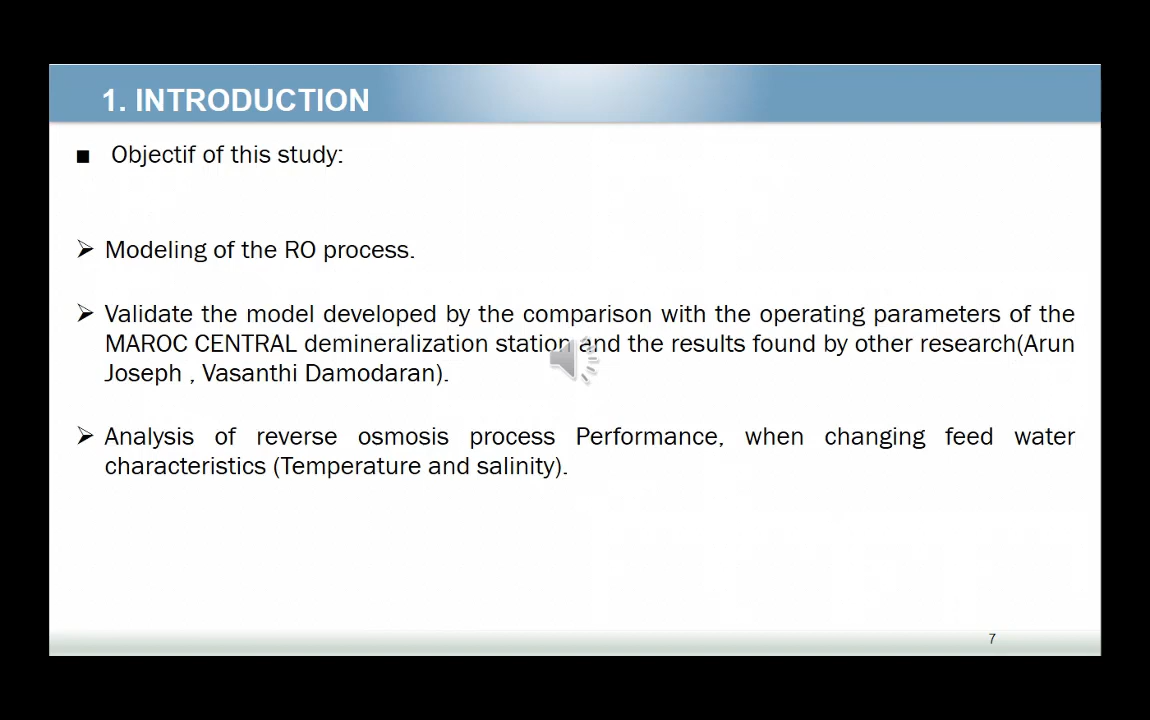 1. INTRODUCTION
■ Objectif of this study:
➢ Modeling of the RO process.
➢ Validate the model developed by the comparison with the operating parameters of the
MAROC CENTRAL demineralization station and the results found by other research(Arun
Joseph , Vasanthi Damodaran).
➢ Analysis of reverse osmosis process Performance, when changing feed water
characteristics (Temperature and salinity).
7